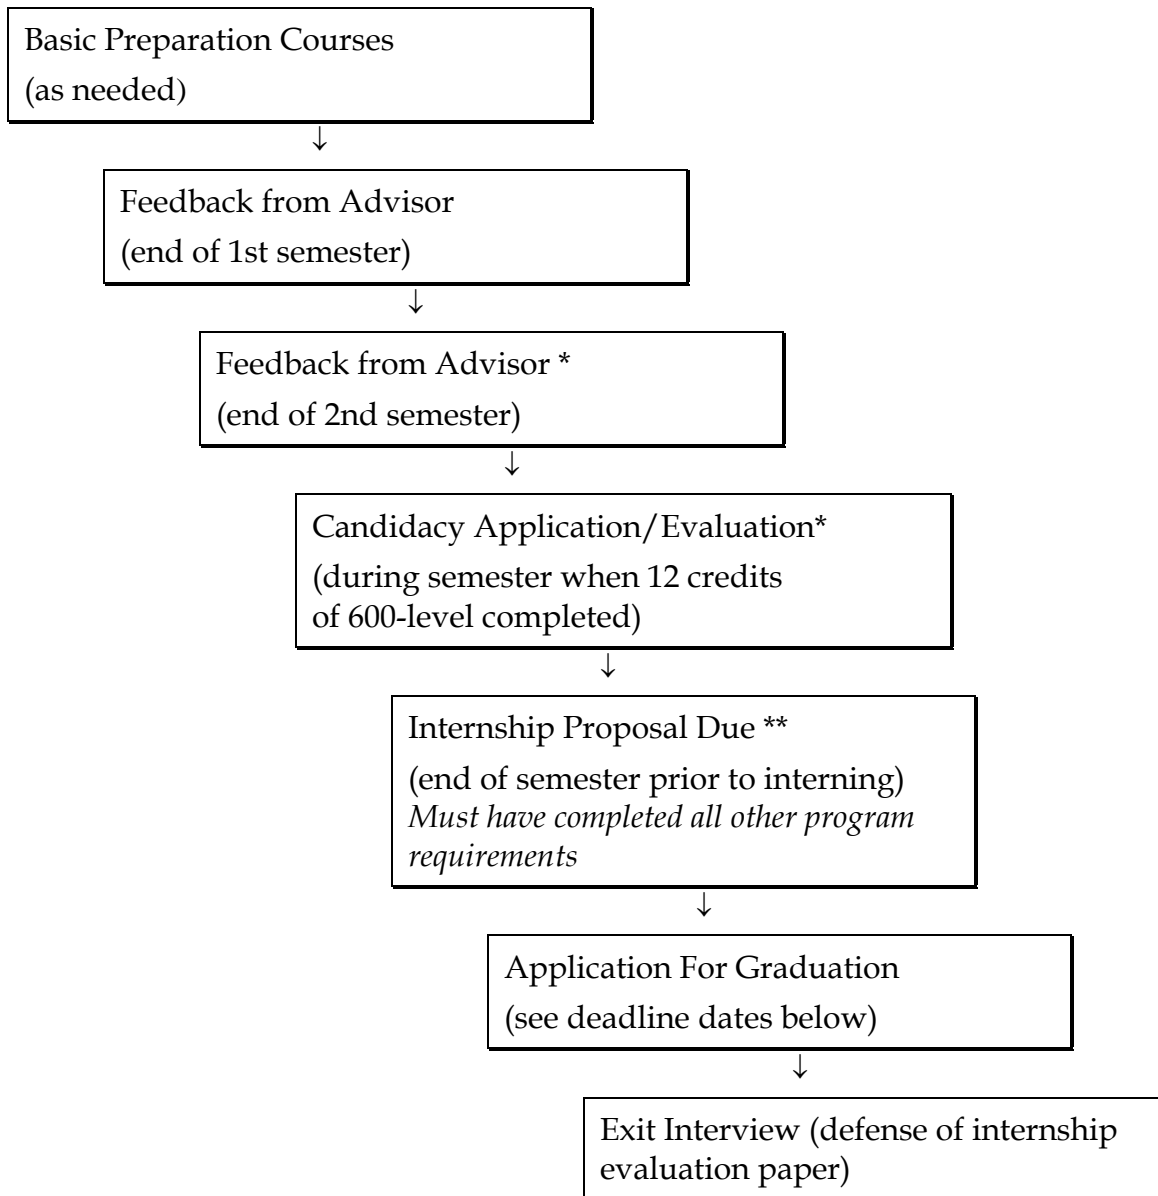 Basic Preparation Courses
(as needed)
↓
Feedback from Advisor
(end of 1st semester)
↓
Feedback from Advisor *
(end of 2nd semester)
↓
Candidacy Application/Evaluation*
(during semester when 12 credits
of 600-level completed)
↓
Internship Proposal Due **
(end of semester prior to interning)
Must have completed all other program
requirements
↓
Application For Graduation
(see deadline dates below)
↓
Exit Interview (defense of internship
evaluation paper)